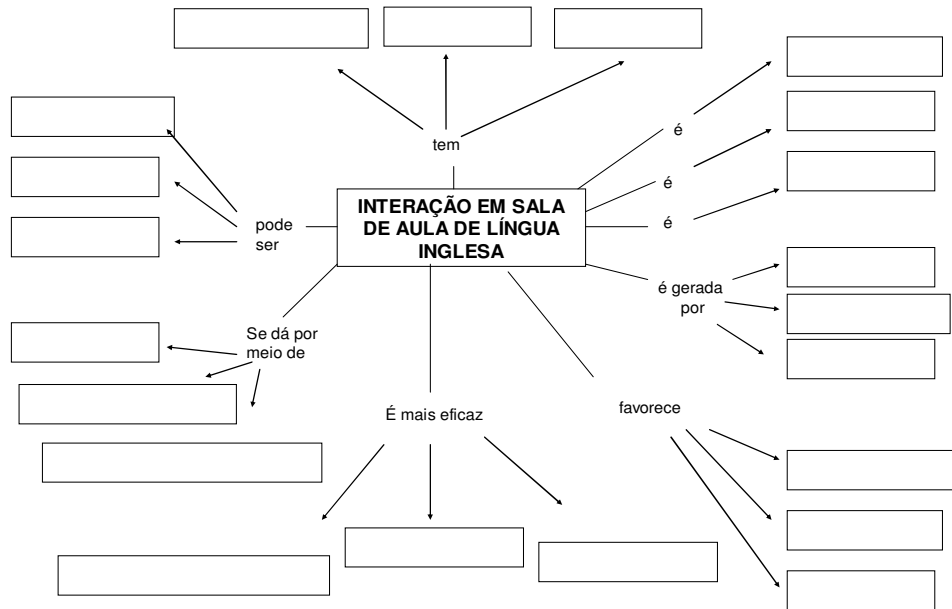 tem
é
é
é
INTERAÇÃO EM SALA
DE AULA DE LÍNGUA
INGLESA
pode
ser
é gerada
por
Se dá por
meio de
É mais eficaz
favorece